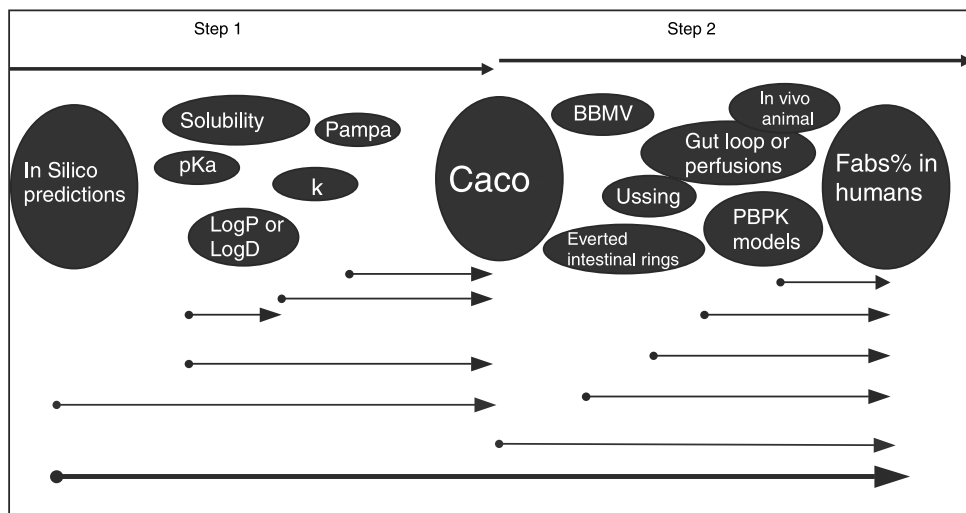 Step 1
Step 2
In Silico
predictions
Solubility
Pampa
pKa
k
LogP or
LogD
Caco
BBMV
In vivo
animal
Gut loop or
perfusions
Ussing
Everted
intestinal rings
PBPK
models
Fabs% in
humans